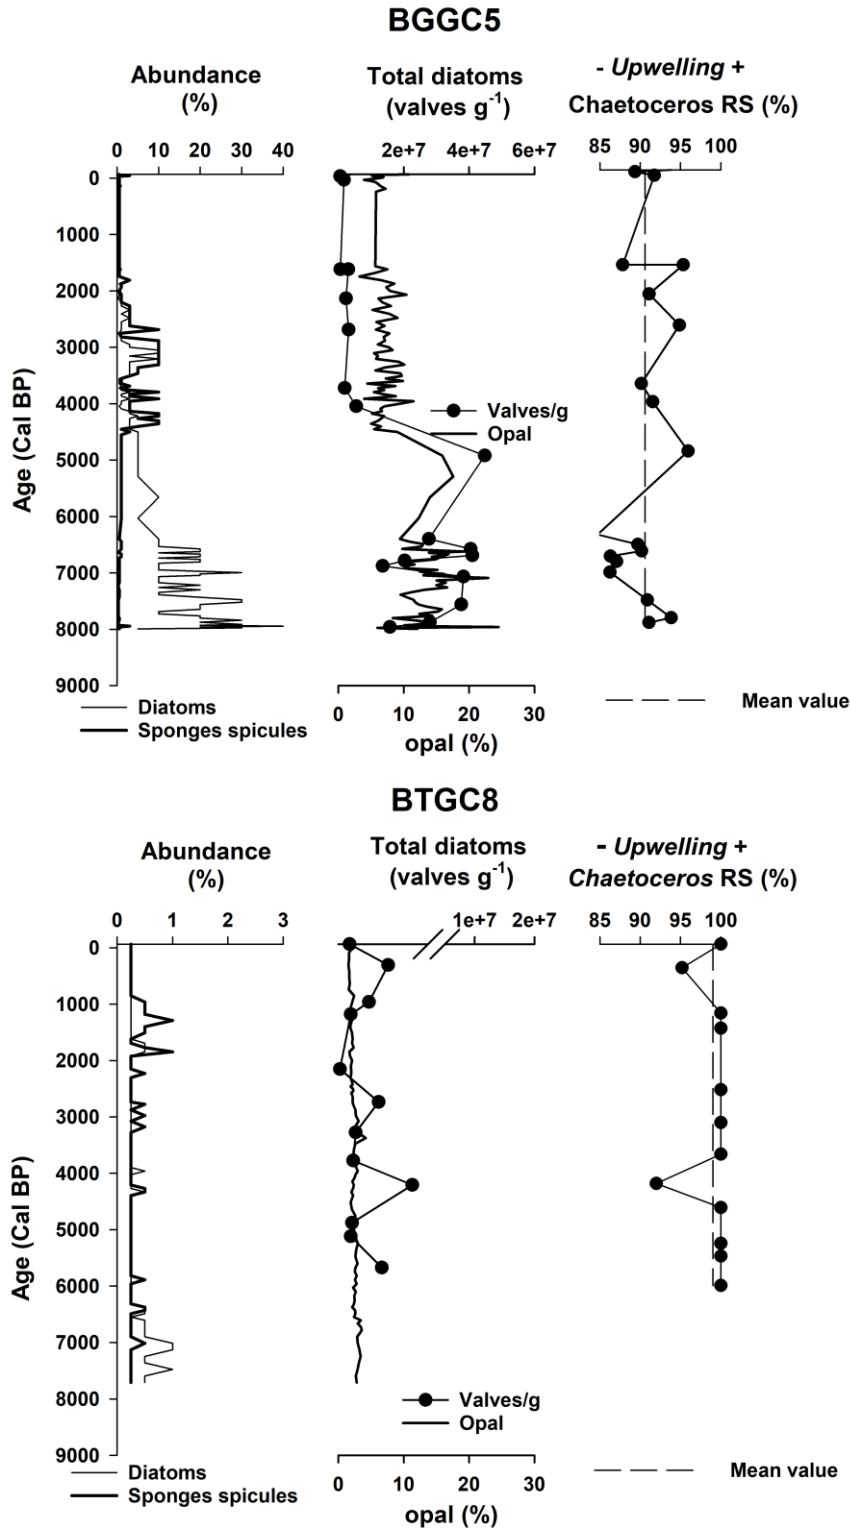 BGGC5
Abundance
(%)
Total diatoms
(valves g-1)
- Upwelling +
Chaetoceros RS (%)
0 10 20 30 40
2e+7 4e+7 6e+7
85 90 95 100
Age (Cal BP)
0
1000
2000
3000
4000
5000
6000
7000
8000
9000
Valves/g
Opal
0 10 20 30
opal (%)
Diatoms
Sponges spicules
Mean value
BTGC8
Abundance
(%)
Total diatoms
(valves g-1)
- Upwelling +
Chaetoceros RS (%)
0 1 2 3
1e+7 2e+7
85 90 95 100
Age (Cal BP)
0
1000
2000
3000
4000
5000
6000
7000
8000
9000
Valves/g
Opal
0 10 20 30
opal (%)
Diatoms
Sponges spicules
Mean value